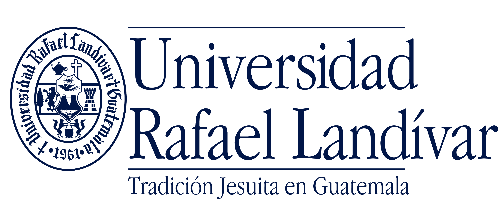 Universidad Rafael Landívar Guatemala
1961
Universidad
Rafael Landívar
Tradición Jesuita en Guatemala